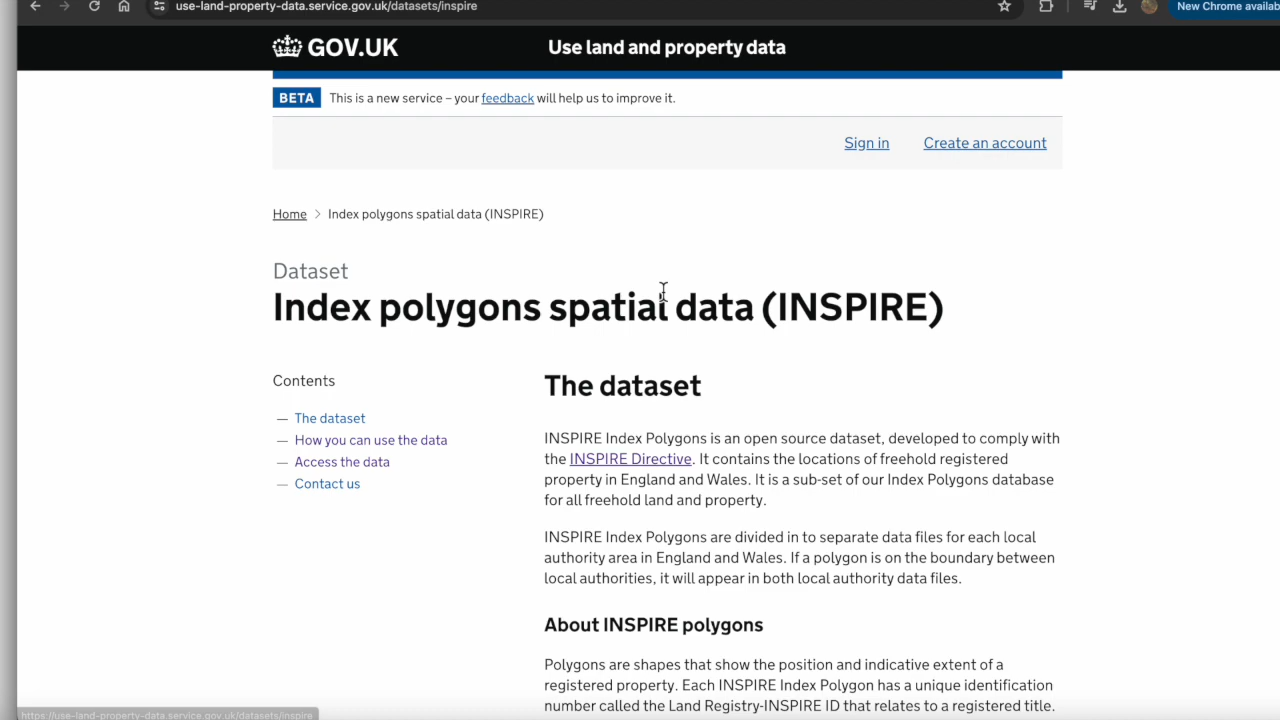 use-land-property-data.service.gov.uk/datasets/inspire
New Chrome availab
GOV.UK
Use land and property data
BETA This is a new service – your feedback will help us to improve it.
Sign in Create an account
Home > Index polygons spatial data (INSPIRE)
Dataset
Index polygons spatial data (INSPIRE)
Contents
— The dataset
— How you can use the data
— Access the data
— Contact us
The dataset
INSPIRE Index Polygons is an open source dataset, developed to comply with
the INSPIRE Directive. It contains the locations of freehold registered
property in England and Wales. It is a sub-set of our Index Polygons database
for all freehold land and property.
INSPIRE Index Polygons are divided in to separate data files for each local
authority area in England and Wales. If a polygon is on the boundary between
local authorities, it will appear in both local authority data files.
About INSPIRE polygons
Polygons are shapes that show the position and indicative extent of a
registered property. Each INSPIRE Index Polygon has a unique identification
number called the Land Registry-INSPIRE ID that relates to a registered title.
https://use-land-property-data.service.gov.uk/datasets/inspire